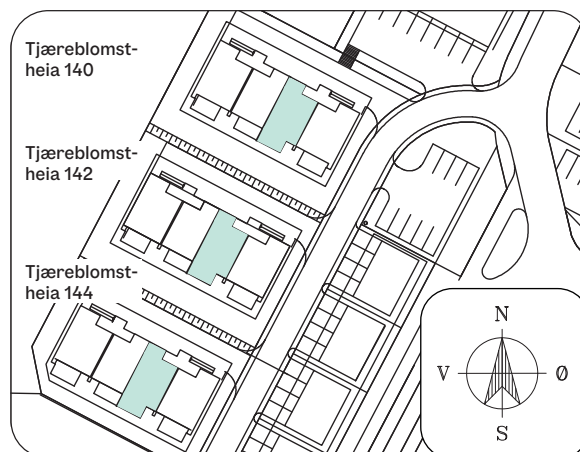 Tjæreblomst-
heia 140
Tjæreblomst-
heia 142
Tjæreblomst-
heia 144
N
V Ø
S